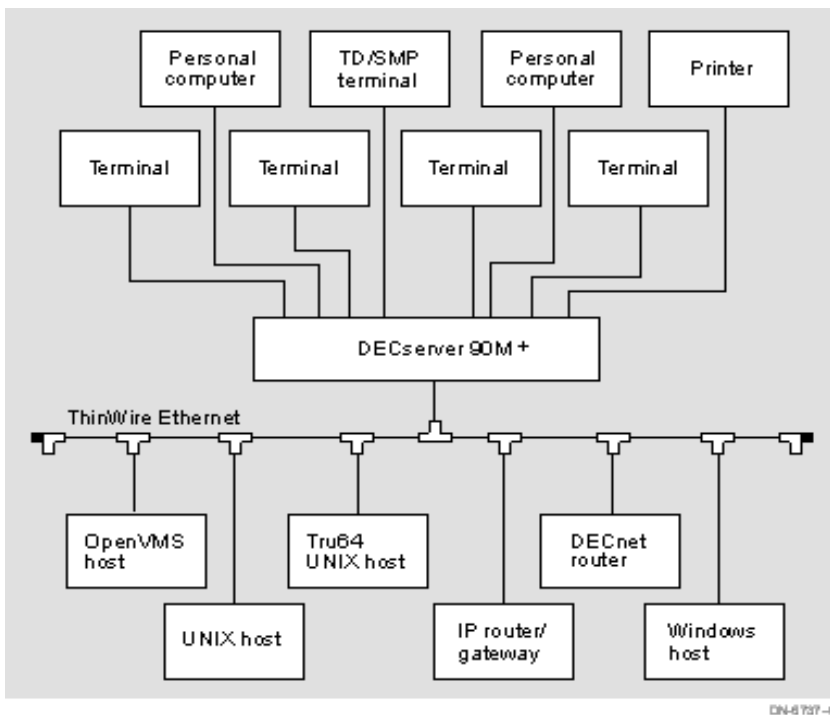 Personal
computer
TD/SMP
terminal
Personal
computer
Printer
Terminal
Terminal
Terminal
Terminal
DECserver 90M +
ThinWire Ethernet
OpenVMS
host
Tru64
UNIX host
DECnet
router
UNIX host
IP router/
gateway
Windows
host